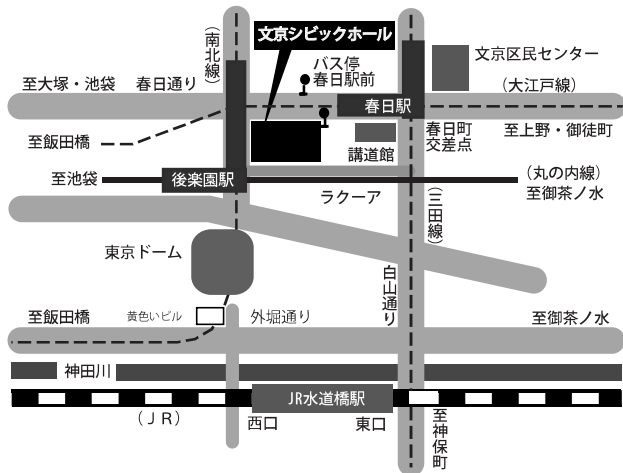 文京シビックホール
（南北線）
バス停
春日駅前
文京区民センター
至大塚・池袋
春日通り
（大江戸線）
春日駅
至飯田橋
講道館
春日町
交差点
至上野・御徒町
至池袋
後楽園駅
（丸の内線）
至御茶ノ水
ラクーア
（三田線）
東京ドーム
白山通り
至飯田橋
黄色いビル
外堀通り
至御茶ノ水
神田川
JR水道橋駅
（ＪＲ）
西口
東口
至神保町